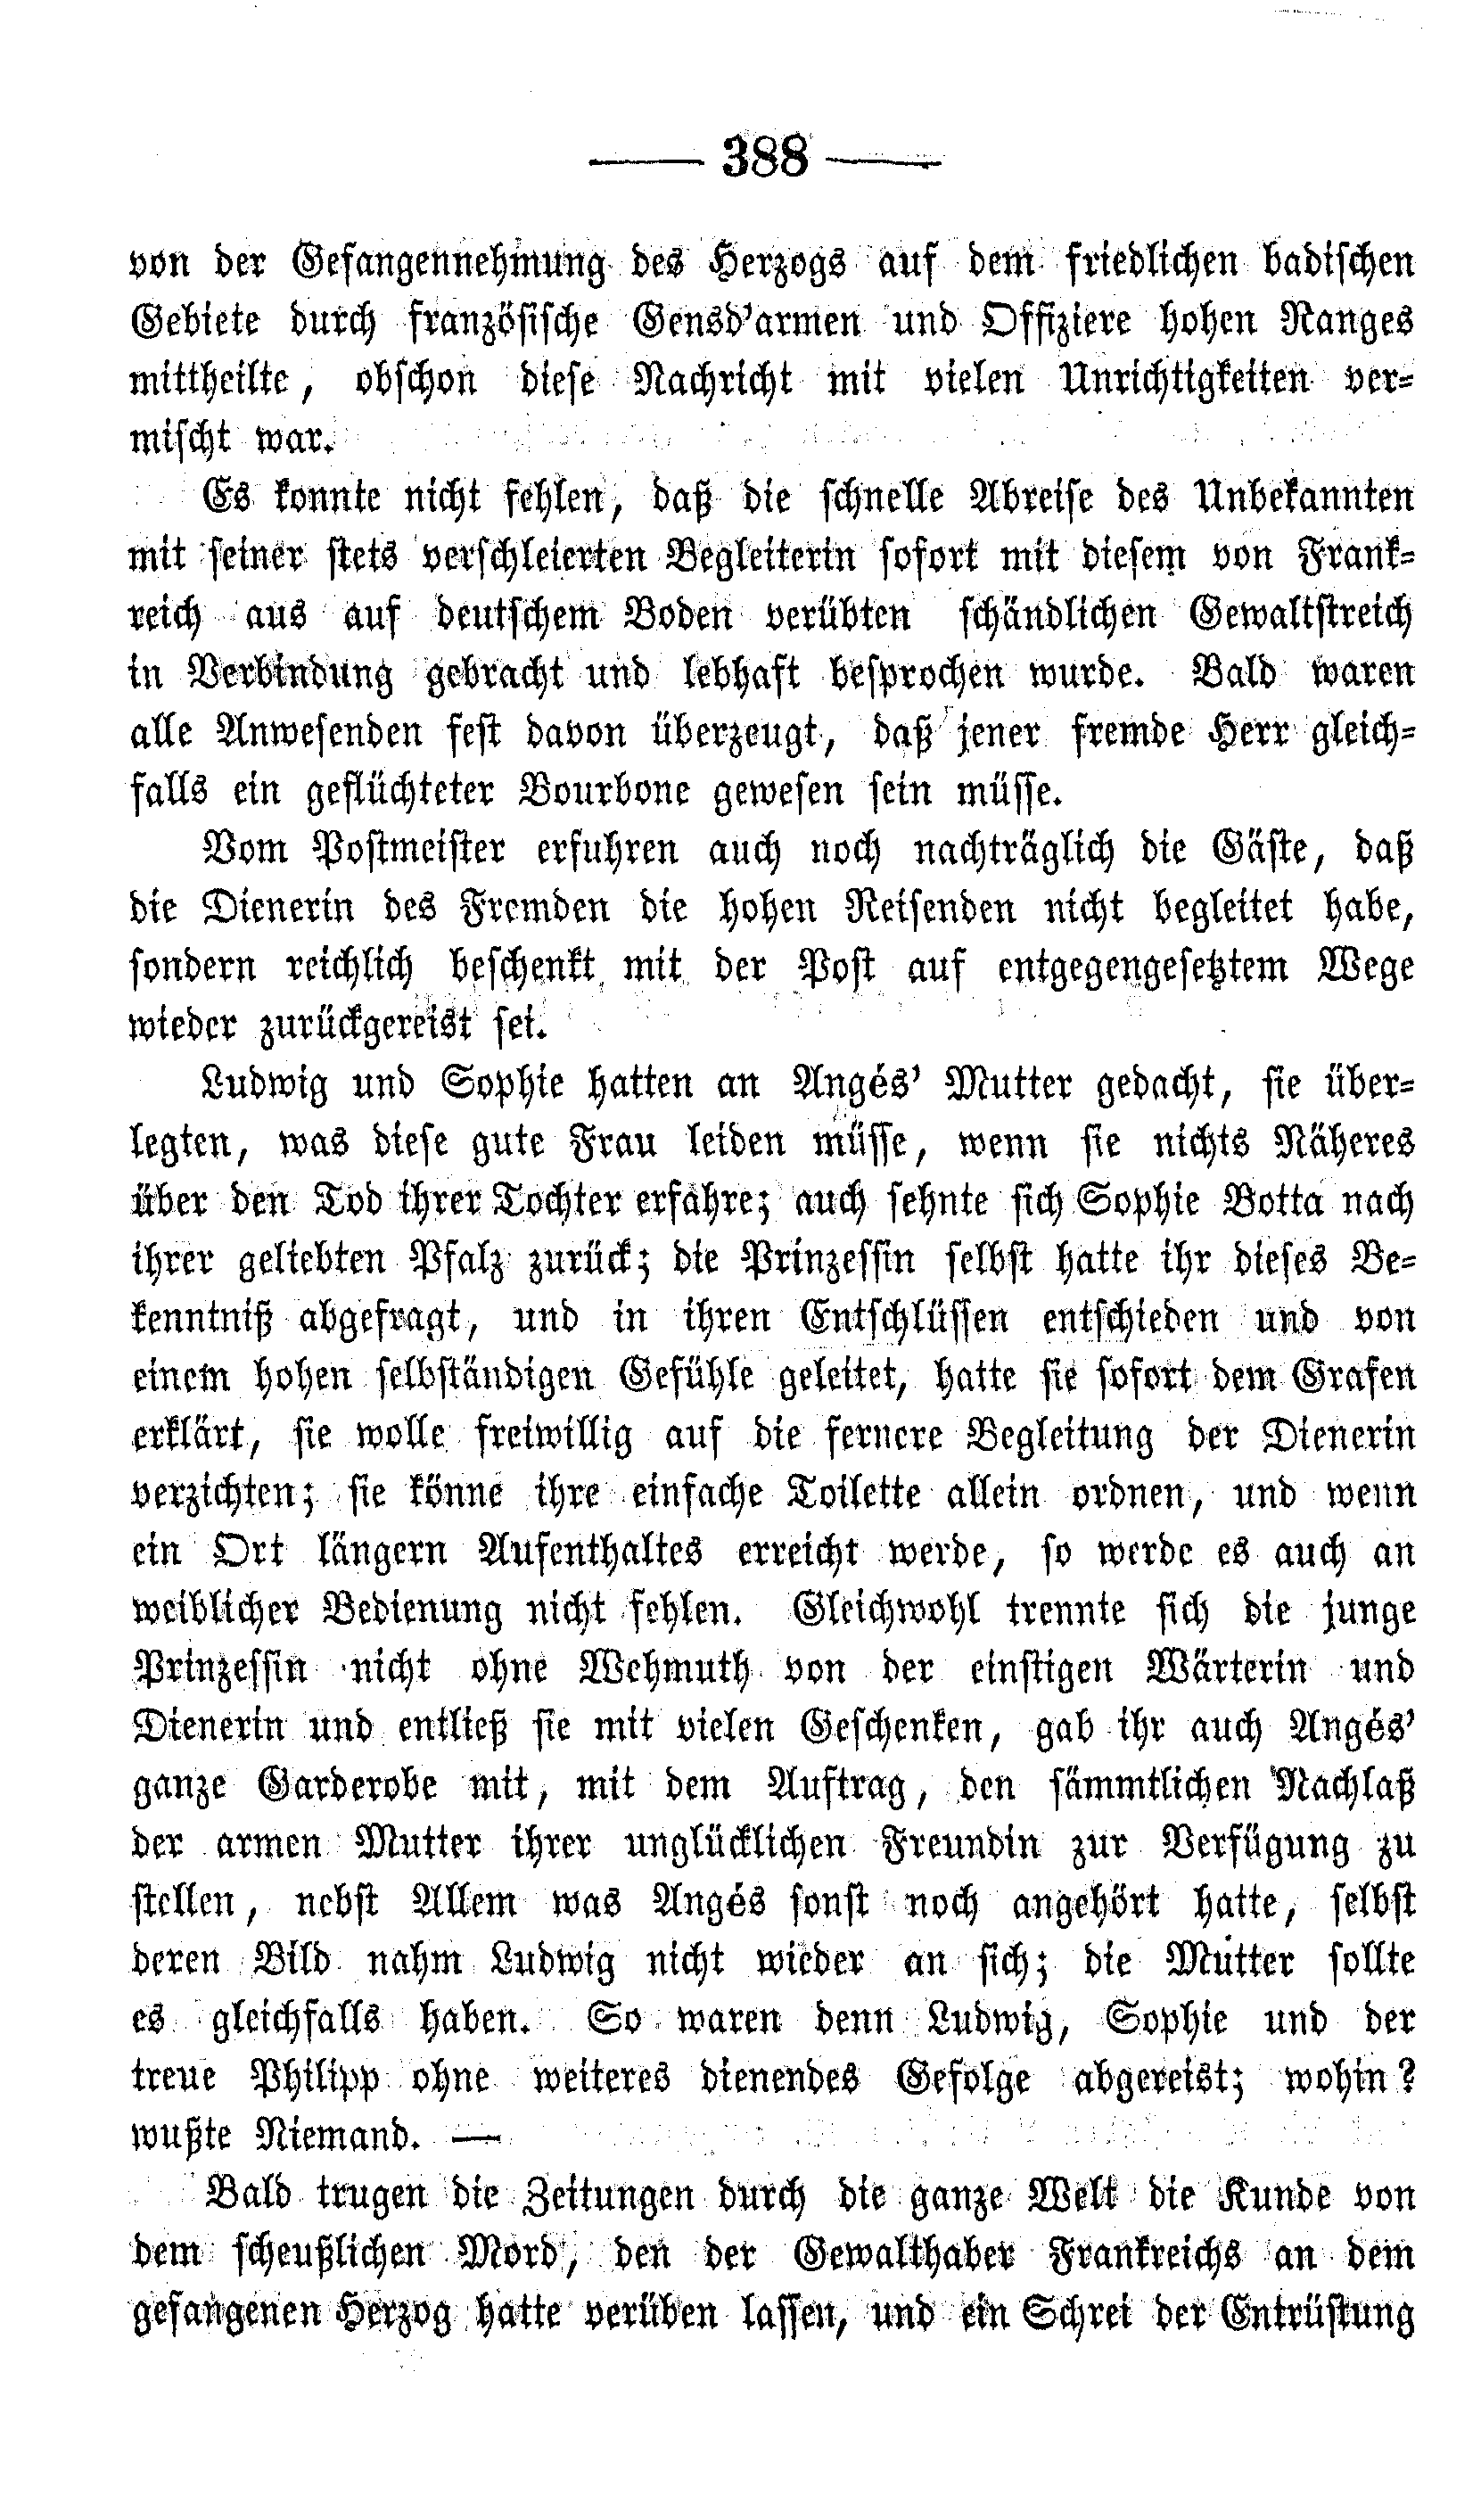 — 388 —
von der Gefangennehmung des Herzogs auf dem friedlichen badischen
Gebiete durch französische Gensd'armen und Offiziere hohen Ranges
mittheilte, obschon diese Nachricht mit vielen Unrichtigkeiten ver=
mischt war.
Es konnte nicht fehlen, daß die schnelle Abreise des Unbekannten
mit seiner stets verschleierten Begleiterin sofort mit diesem von Frank=
reich aus auf deutschem Boden verübten schändlichen Gewaltstreich
in Verbindung gebracht und lebhaft besprochen wurde. Bald waren
alle Anwesenden fest davon überzeugt, daß jener fremde Herr gleich=
falls ein geflüchteter Bourbone gewesen sein müsse.
Vom Postmeister erfuhren auch noch nachträglich die Gäste, daß
die Dienerin des Fremden die hohen Reisenden nicht begleitet habe,
sondern reichlich beschenkt mit der Post auf entgegengesetztem Wege
wieder zurückgereist sei.
Ludwig und Sophie hatten an Angés' Mutter gedacht, sie über=
legten, was diese gute Frau leiden müsse, wenn sie nichts Näheres
über den Tod ihrer Tochter erfahre; auch sehnte sich Sophie Botta nach
ihrer geliebten Pfalz zurück; die Prinzessin selbst hatte ihr dieses Be=
kenntniß abgefragt, und in ihren Entschlüssen entschieden und von
einem hohen selbständigen Gefühle geleitet, hatte sie sofort dem Grafen
erklärt, sie wolle freiwillig auf die fernere Begleitung der Dienerin
verzichten; sie könne ihre einfache Toilette allein ordnen, und wenn
ein Ort längern Aufenthaltes erreicht werde, so werde es auch an
weiblicher Bedienung nicht fehlen. Gleichwohl trennte sich die junge
Prinzessin nicht ohne Wehmuth von der einstigen Wärterin und
Dienerin und entließ sie mit vielen Geschenken, gab ihr auch Angés'
ganze Garderobe mit, mit dem Auftrag, den sämmtlichen Nachlaß
der armen Mutter ihrer unglücklichen Freundin zur Verfügung zu
stellen, nebst Allem was Angés sonst noch angehört hatte, selbst
deren Bild nahm Ludwig nicht wieder an sich; die Mutter sollte
es gleichfalls haben. So waren denn Ludwig, Sophie und der
treue Philipp ohne weiteres dienendes Gefolge abgereist; wohin?
wußte Niemand. —
Bald trugen die Zeitungen durch die ganze Welt die Kunde von
dem scheußlichen Mord, den der Gewalthaber Frankreichs an dem
gefangenen Herzog hatte verüben lassen, und ein Schrei der Entrüstung